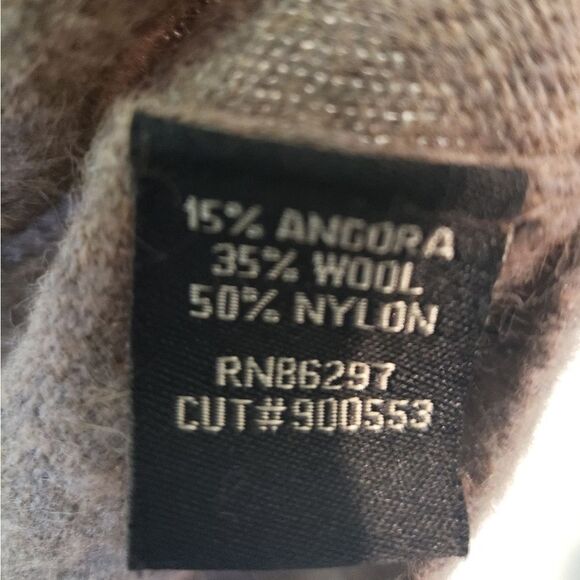 15% ANGORA
35% WOOL
50% NYLON
RN86297
CUT#900553